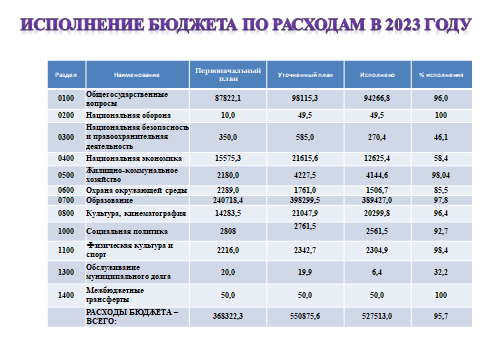 ИСПОЛНЕНИЕ БЮДЖЕТА ПО РАСХОДАМ В 2023 ГОДУ
Раздел Наименование Первоначальный план Уточненный план Исполнено % исполнения
0100 Общегосударственные вопросы 87822,1 98115,3 94266,8 96,0
0200 Национальная оборона 10,0 49,5 49,5 100
0300 Национальная безопасность и правоохранительная деятельность 350,0 585,0 270,4 46,1
0400 Национальная экономика 15575,3 21615,6 12625,4 58,4
0500 Жилищно-коммунальное хозяйство 2180,0 4227,5 4144,6 98,04
0600 Охрана окружающей среды 2289,0 1761,0 1506,7 85,5
0700 Образование 240718,4 398299,5 389427,0 97,8
0800 Культура, кинематография 14283,5 21047,9 20299,8 96,4
1000 Социальная политика 2808 2761,5 2561,5 92,7
1100 Физическая культура и спорт 2216,0 2342,7 2304,9 98,4
1300 Обслуживание муниципального долга 20,0 19,9 6,4 32,2
1400 Межбюджетные трансферты 50,0 50,0 50,0 100
РАСХОДЫ БЮДЖЕТА – ВСЕГО: 368322,3 550875,6 527513,0 95,7